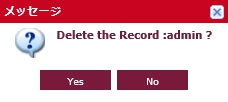 メッセージ
Delete the Record :admin ?
Yes
No